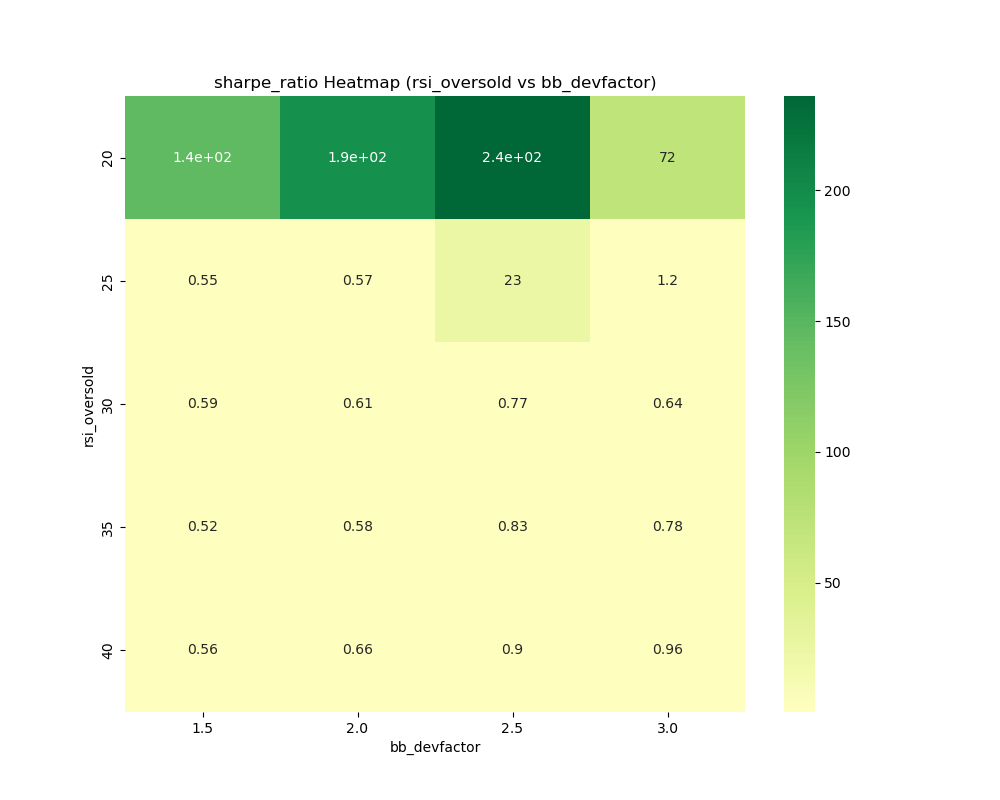 sharpe_ratio Heatmap (rsi_oversold vs bb_devfactor)
20 1.4e+02 1.9e+02 2.4e+02 72
25 0.55 0.57 23 1.2
30 0.59 0.61 0.77 0.64
35 0.52 0.58 0.83 0.78
40 0.56 0.66 0.9 0.96
1.5 2.0 2.5 3.0
rsi_oversold
bb_devfactor
200
150
100
50